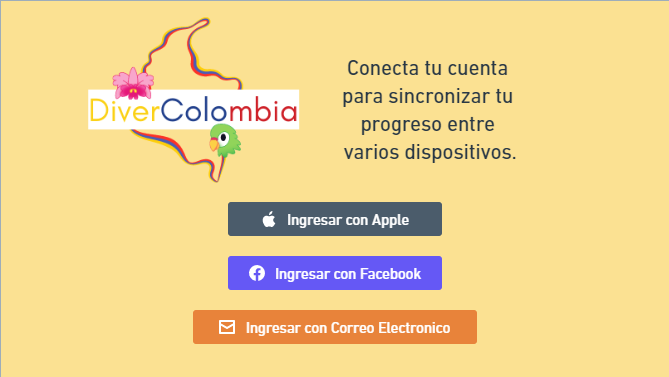 DiverColombia
Conecta tu cuenta
para sincronizar tu
progreso entre
varios dispositivos.
Ingresar con Apple
Ingresar con Facebook
Ingresar con Correo Electronico